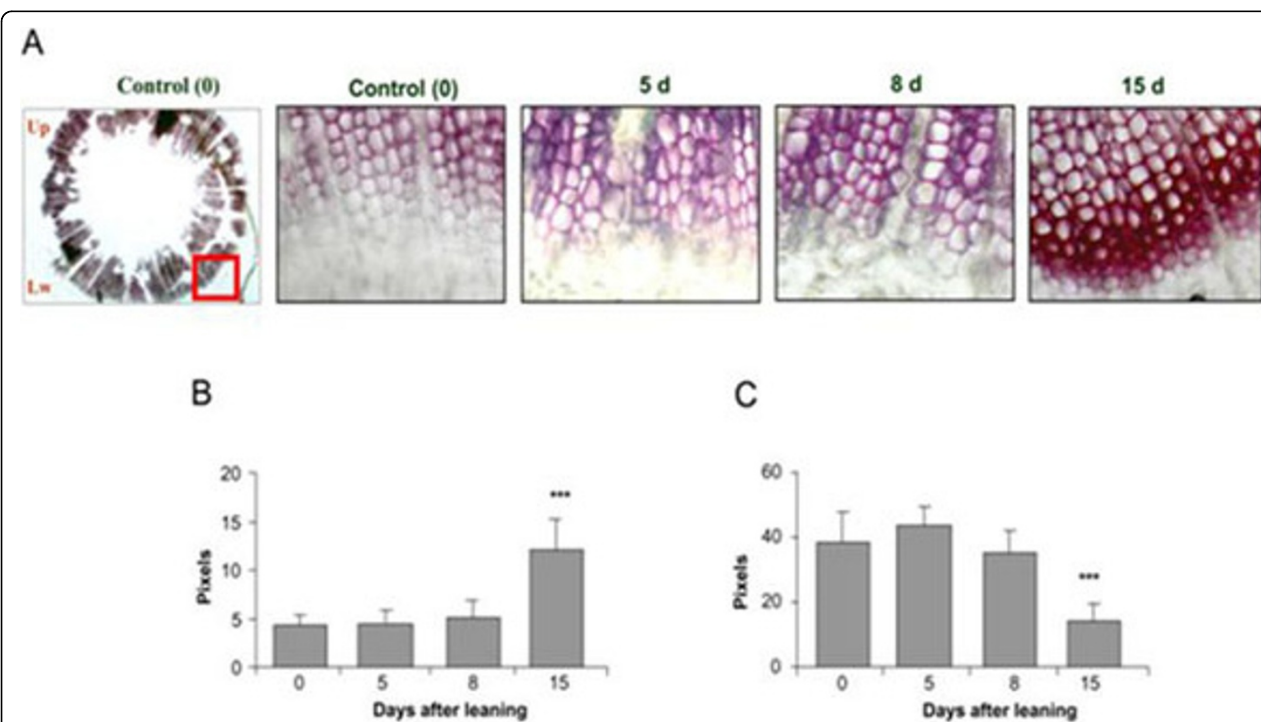 A
Control (0)
Control (0)
5 d
8 d
15 d
Up
Lw
B
20
15
10
5
0
Pixels
***
0
5
8
15
Days after leaning
C
60
40
20
0
Pixels
***
0
5
8
15
Days after leaning